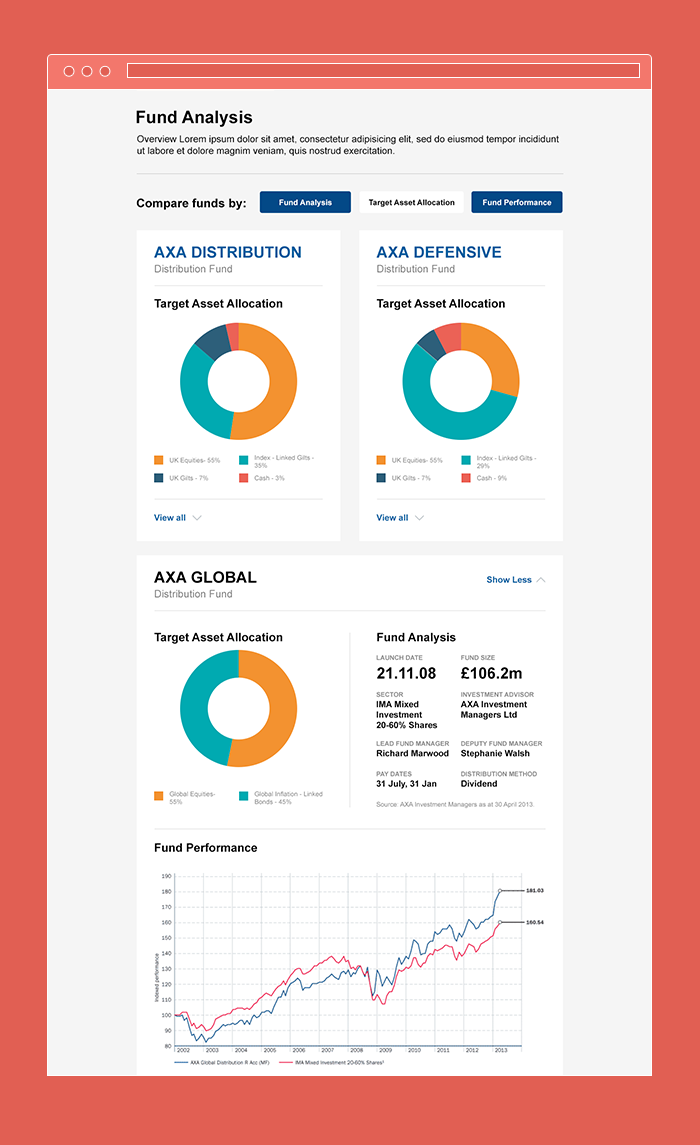 Fund Analysis
Overview Lorem ipsum dolor sit amet, consectetur adipisicing elit, sed do eiusmod tempor incididunt
ut labore et dolore magnim veniam, quis nostrud exercitation.
Compare funds by:
Fund Analysis
Target Asset Allocation
Fund Performance
AXA DISTRIBUTION
Distribution Fund
Target Asset Allocation
UK Equities- 55%
Index - Linked Gilts -
35%
UK Gilts - 7%
Cash - 3%
View all
AXA DEFENSIVE
Distribution Fund
Target Asset Allocation
UK Equities- 55%
Index - Linked Gilts -
29%
UK Gilts - 7%
Cash - 9%
View all
AXA GLOBAL
Distribution Fund
Show Less
Target Asset Allocation
Global Equities-
55%
Global Inflation - Linked
Bonds - 45%
Fund Analysis
LAUNCH DATE
21.11.08
FUND SIZE
£106.2m
SECTOR
IMA Mixed
Investment
20-60% Shares
INVESTMENT ADVISOR
AXA Investment
Managers Ltd
LEAD FUND MANAGER
Richard Marwood
DEPUTY FUND MANAGER
Stephanie Walsh
PAY DATES
31 July, 31 Jan
DISTRIBUTION METHOD
Dividend
Source: AXA Investment Managers as at 30 April 2013.
Fund Performance
Indexed performance
190
180
170
160
150
140
130
120
110
100
90
80
181.03
160.54
2002 2003 2004 2005 2006 2007 2008 2009 2010 2011 2012 2013
AXA Global Distribution R Acc (MF)
IMA Mixed Investment 20-60% Shares¹